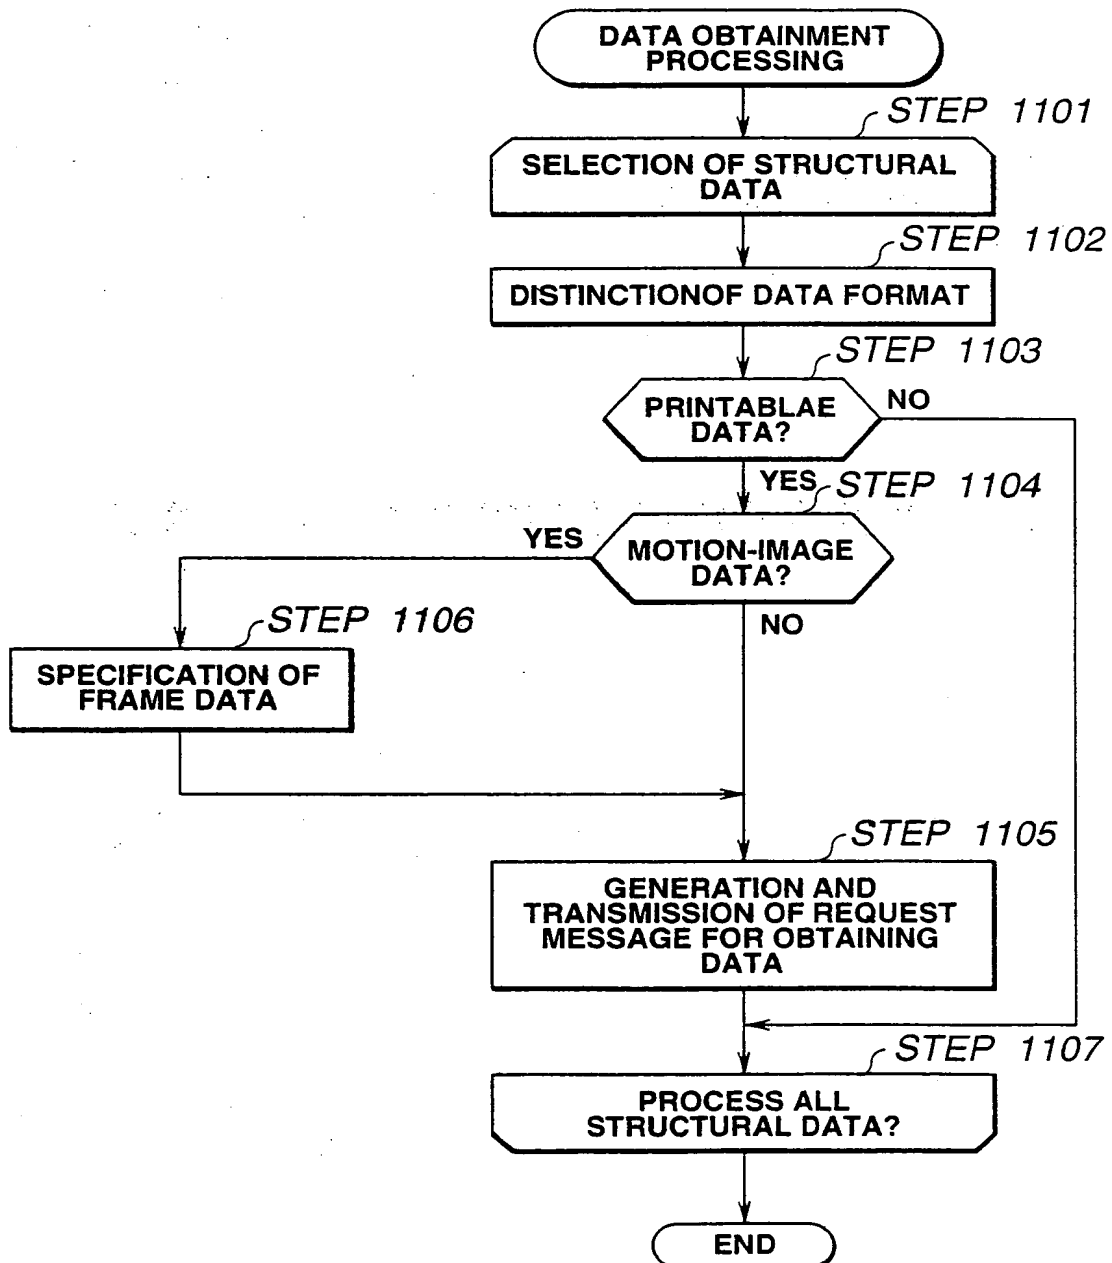 DATA OBTAINMENT
PROCESSING
STEP 1101
SELECTION OF STRUCTURAL
DATA
STEP 1102
DISTINCTIONOF DATA FORMAT
STEP 1103
PRINTABLAE
DATA?
NO
YES
STEP 1104
YES
MOTION-IMAGE
DATA?
NO
STEP 1106
SPECIFICATION OF
FRAME DATA
STEP 1105
GENERATION AND
TRANSMISSION OF REQUEST
MESSAGE FOR OBTAINING
DATA
STEP 1107
PROCESS ALL
STRUCTURAL DATA?
END